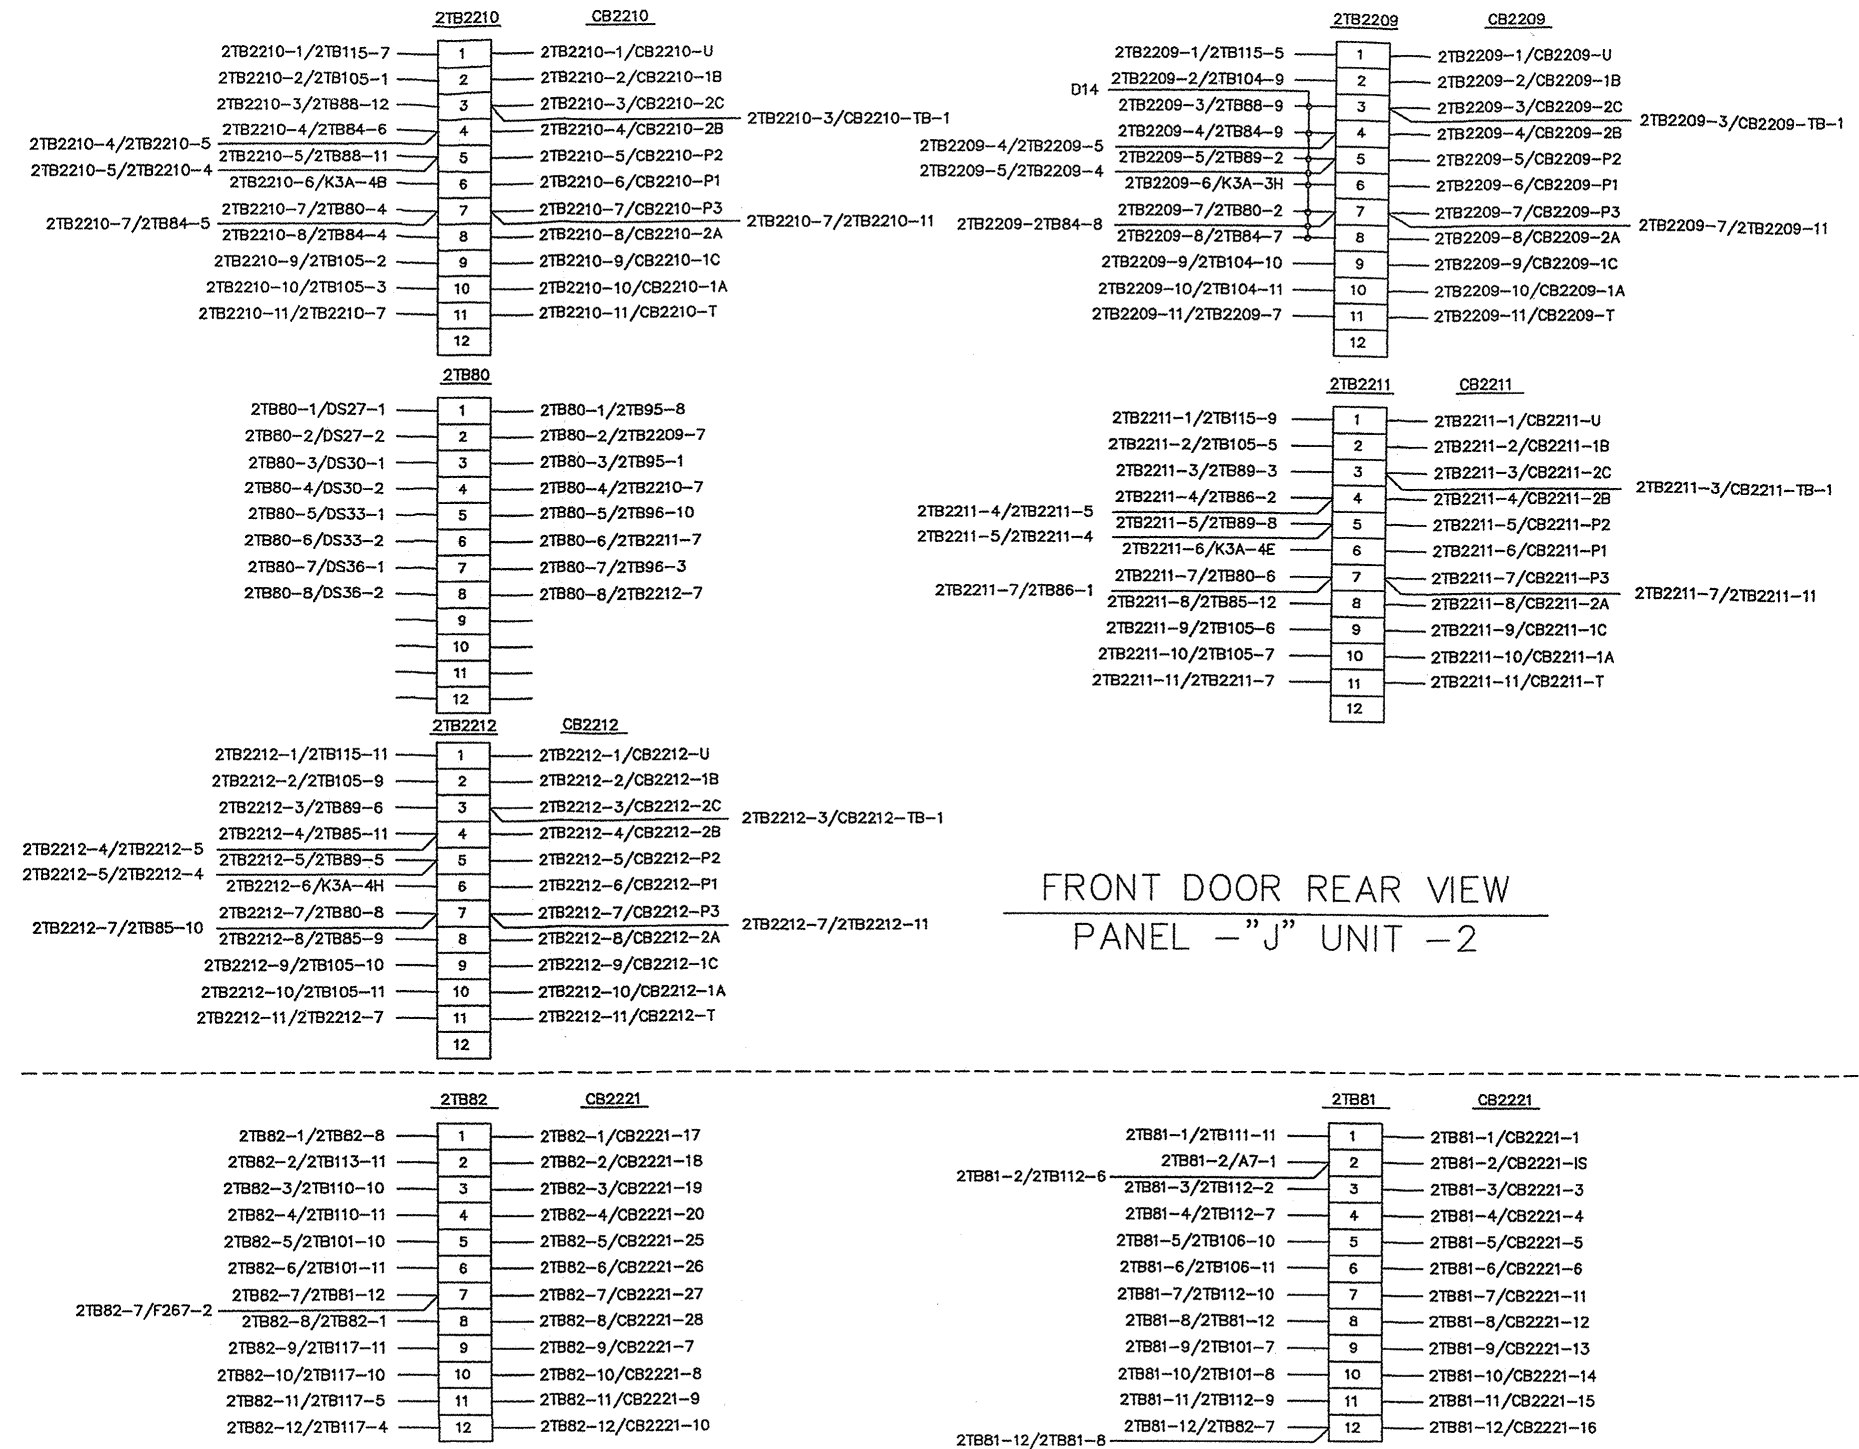 2TB2210 CB2210
2TB2210-1/2TB115-7 1 2TB2210-1/CB2210-U
2TB2210-2/2TB105-1 2 2TB2210-2/CB2210-1B
2TB2210-3/2TB88-12 3 2TB2210-3/CB2210-2C
2TB2210-3/CB2210-TB-1
2TB2210-4/2TB84-6 4 2TB2210-4/CB2210-2B
2TB2210-4/2TB2210-5
2TB2210-5/2TB88-11 5 2TB2210-5/CB2210-P2
2TB2210-5/2TB2210-4
2TB2210-6/K3A-4B 6 2TB2210-6/CB2210-P1
2TB2210-7/2TB80-4 7 2TB2210-7/CB2210-P3
2TB2210-7/2TB84-5 2TB2210-7/2TB2210-11
2TB2210-8/2TB84-4 8 2TB2210-8/CB2210-2A
2TB2210-9/2TB105-2 9 2TB2210-9/CB2210-1C
2TB2210-10/2TB105-3 10 2TB2210-10/CB2210-1A
2TB2210-11/2TB2210-7 11 2TB2210-11/CB2210-T
12
2TB2209 CB2209
2TB2209-1/2TB115-5 1 2TB2209-1/CB2209-U
2TB2209-2/2TB104-9 2 2TB2209-2/CB2209-1B
D14
2TB2209-3/2TB88-9 3 2TB2209-3/CB2209-2C
2TB2209-3/CB2209-TB-1
2TB2209-4/2TB84-9 4 2TB2209-4/CB2209-2B
2TB2209-4/2TB2209-5
2TB2209-5/2TB89-2 5 2TB2209-5/CB2209-P2
2TB2209-5/2TB2209-4
2TB2209-6/K3A-3H 6 2TB2209-6/CB2209-P1
2TB2209-7/2TB80-2 7 2TB2209-7/CB2209-P3
2TB2209-2TB84-8 2TB2209-7/2TB2209-11
2TB2209-8/2TB84-7 8 2TB2209-8/CB2209-2A
2TB2209-9/2TB104-10 9 2TB2209-9/CB2209-1C
2TB2209-10/2TB104-11 10 2TB2209-10/CB2209-1A
2TB2209-11/2TB2209-7 11 2TB2209-11/CB2209-T
12
2TB80
2TB80-1/DS27-1 1 2TB80-1/2TB95-8
2TB80-2/DS27-2 2 2TB80-2/2TB2209-7
2TB80-3/DS30-1 3 2TB80-3/2TB95-1
2TB80-4/DS30-2 4 2TB80-4/2TB2210-7
2TB80-5/DS33-1 5 2TB80-5/2TB96-10
2TB80-6/DS33-2 6 2TB80-6/2TB2211-7
2TB80-7/DS36-1 7 2TB80-7/2TB96-3
2TB80-8/DS36-2 8 2TB80-8/2TB2212-7
9
10
11
12
2TB2211 CB2211
2TB2211-1/2TB115-9 1 2TB2211-1/CB2211-U
2TB2211-2/2TB105-5 2 2TB2211-2/CB2211-1B
2TB2211-3/2TB89-3 3 2TB2211-3/CB2211-2C
2TB2211-3/CB2211-TB-1
2TB2211-4/2TB86-2 4 2TB2211-4/CB2211-2B
2TB2211-4/2TB2211-5
2TB2211-5/2TB89-8 5 2TB2211-5/CB2211-P2
2TB2211-5/2TB2211-4
2TB2211-6/K3A-4E 6 2TB2211-6/CB2211-P1
2TB2211-7/2TB80-6 7 2TB2211-7/CB2211-P3
2TB2211-7/2TB86-1 2TB2211-7/2TB2211-11
2TB2211-8/2TB85-12 8 2TB2211-8/CB2211-2A
2TB2211-9/2TB105-6 9 2TB2211-9/CB2211-1C
2TB2211-10/2TB105-7 10 2TB2211-10/CB2211-1A
2TB2211-11/2TB2211-7 11 2TB2211-11/CB2211-T
12
2TB2212 CB2212
2TB2212-1/2TB115-11 1 2TB2212-1/CB2212-U
2TB2212-2/2TB105-9 2 2TB2212-2/CB2212-1B
2TB2212-3/2TB89-6 3 2TB2212-3/CB2212-2C
2TB2212-3/CB2212-TB-1
2TB2212-4/2TB85-11 4 2TB2212-4/CB2212-2B
2TB2212-4/2TB2212-5
2TB2212-5/2TB89-5 5 2TB2212-5/CB2212-P2
2TB2212-5/2TB2212-4
2TB2212-6/K3A-4H 6 2TB2212-6/CB2212-P1
2TB2212-7/2TB80-8 7 2TB2212-7/CB2212-P3
2TB2212-7/2TB85-10 2TB2212-7/2TB2212-11
2TB2212-8/2TB85-9 8 2TB2212-8/CB2212-2A
2TB2212-9/2TB105-10 9 2TB2212-9/CB2212-1C
2TB2212-10/2TB105-11 10 2TB2212-10/CB2212-1A
2TB2212-11/2TB2212-7 11 2TB2212-11/CB2212-T
12
FRONT DOOR REAR VIEW
PANEL -"J" UNIT -2
2TB82 CB2221
2TB82-1/2TB82-8 1 2TB82-1/CB2221-17
2TB82-2/2TB113-11 2 2TB82-2/CB2221-18
2TB82-3/2TB110-10 3 2TB82-3/CB2221-19
2TB82-4/2TB110-11 4 2TB82-4/CB2221-20
2TB82-5/2TB101-10 5 2TB82-5/CB2221-25
2TB82-6/2TB101-11 6 2TB82-6/CB2221-26
2TB82-7/2TB81-12 7 2TB82-7/CB2221-27
2TB82-7/F267-2
2TB82-8/2TB82-1 8 2TB82-8/CB2221-28
2TB82-9/2TB117-11 9 2TB82-9/CB2221-7
2TB82-10/2TB117-10 10 2TB82-10/CB2221-8
2TB82-11/2TB117-5 11 2TB82-11/CB2221-9
2TB82-12/2TB117-4 12 2TB82-12/CB2221-10
2TB81 CB2221
2TB81-1/2TB111-11 1 2TB81-1/CB2221-1
2TB81-2/A7-1 2 2TB81-2/CB2221-IS
2TB81-2/2TB112-6
2TB81-3/2TB112-2 3 2TB81-3/CB2221-3
2TB81-4/2TB112-7 4 2TB81-4/CB2221-4
2TB81-5/2TB106-10 5 2TB81-5/CB2221-5
2TB81-6/2TB106-11 6 2TB81-6/CB2221-6
2TB81-7/2TB112-10 7 2TB81-7/CB2221-11
2TB81-8/2TB81-12 8 2TB81-8/CB2221-12
2TB81-9/2TB101-7 9 2TB81-9/CB2221-13
2TB81-10/2TB101-8 10 2TB81-10/CB2221-14
2TB81-11/2TB112-9 11 2TB81-11/CB2221-15
2TB81-12/2TB82-7 12 2TB81-12/CB2221-16
2TB81-12/2TB81-8